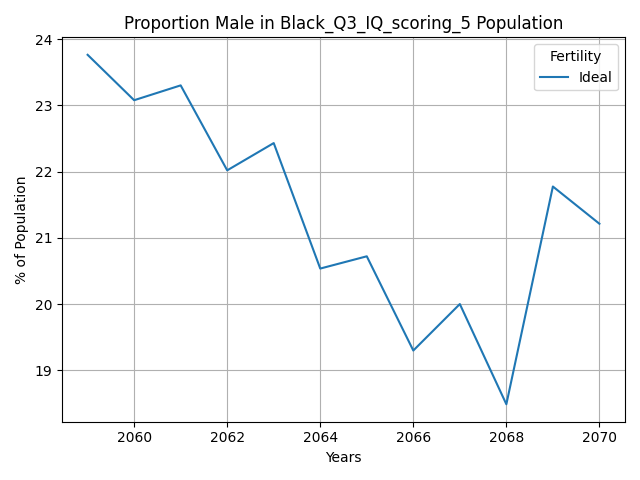 Proportion Male in Black_Q3_IQ_scoring_5 Population
24
23
22
21
20
19
% of Population
Fertility
Ideal
2060 2062 2064 2066 2068 2070
Years